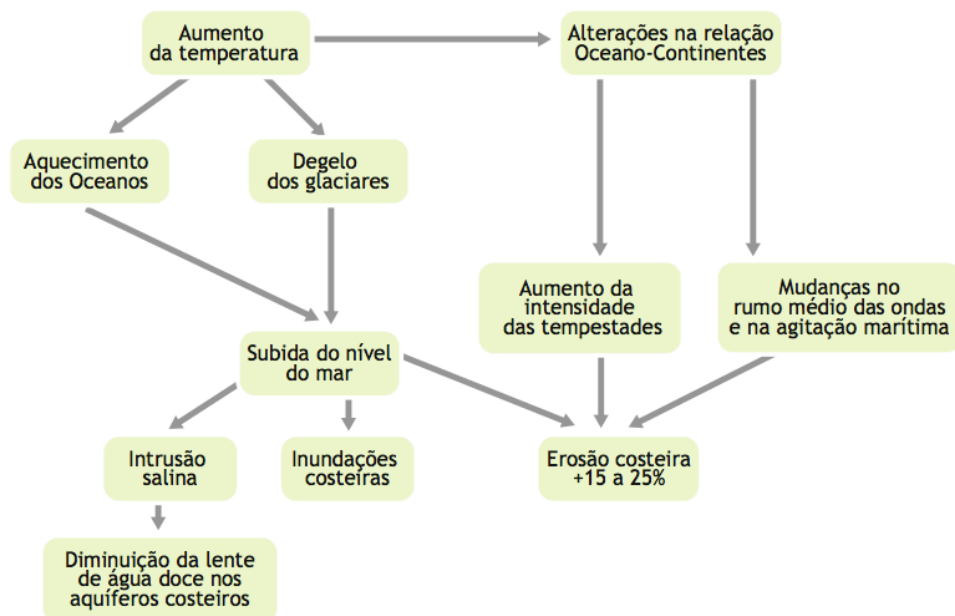 Aumento
da temperatura
Alterações na relação
Oceano-Continentes
Aquecimento
dos Oceanos
Degelo
dos glaciares
Aumento da
intensidade
das tempestades
Mudanças no
rumo médio das ondas
e na agitação marítima
Subida do nível
do mar
Intrusão
salina
Inundações
costeiras
Erosão costeira
+15 a 25%
Diminuição da lente
de água doce nos
aquíferos costeiros